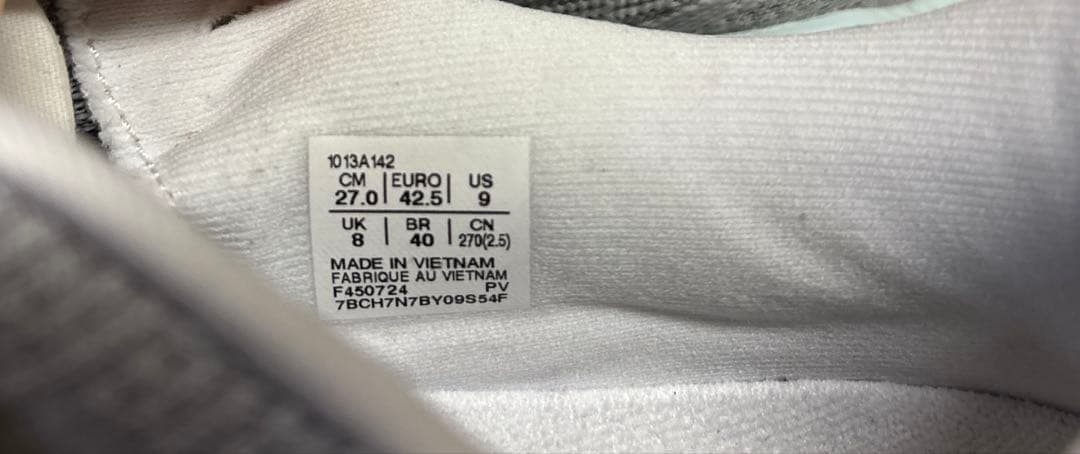 1013A142
CM | EURO | US
27.0 | 42.5 | 9
UK | BR | CN
8 | 40 | 270(2.5)
MADE IN VIETNAM
FABRIQUE AU VIETNAM
F450724 PV
7BCH7N7BY09S54F